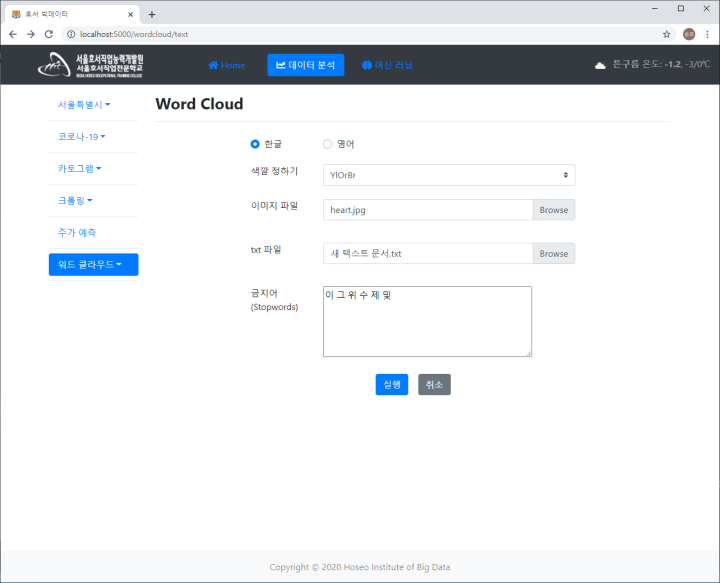 호서 빅데이터
localhost:5000/wordcloud/text
서울호서직업능력개발원
서울호서직업전문학교
SEOUL HOSEO OCCUPATIONAL TRAINING COLLEGE
Home
데이터 분석
머신 러닝
튼구름 온도: -1.2, -3/0℃
서울특별시
코로나-19
카토그램
크롤링
주가 예측
워드 클라우드
Word Cloud
한글
영어
색깔 정하기
YlOrBr
이미지 파일
heart.jpg
Browse
txt 파일
새 텍스트 문서.txt
Browse
금지어
(Stopwords)
이 그 위 수 제 및
실행
취소
Copyright © 2020 Hoseo Institute of Big Data